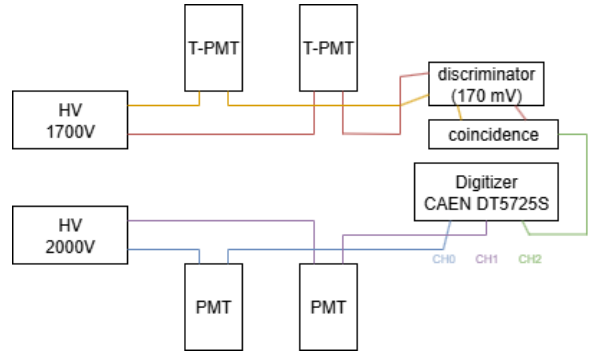 T-PMT
T-PMT
HV
1700V
discriminator
(170 mV)
coincidence
Digitizer
CAEN DT5725S
HV
2000V
CH0
CH1
CH2
PMT
PMT